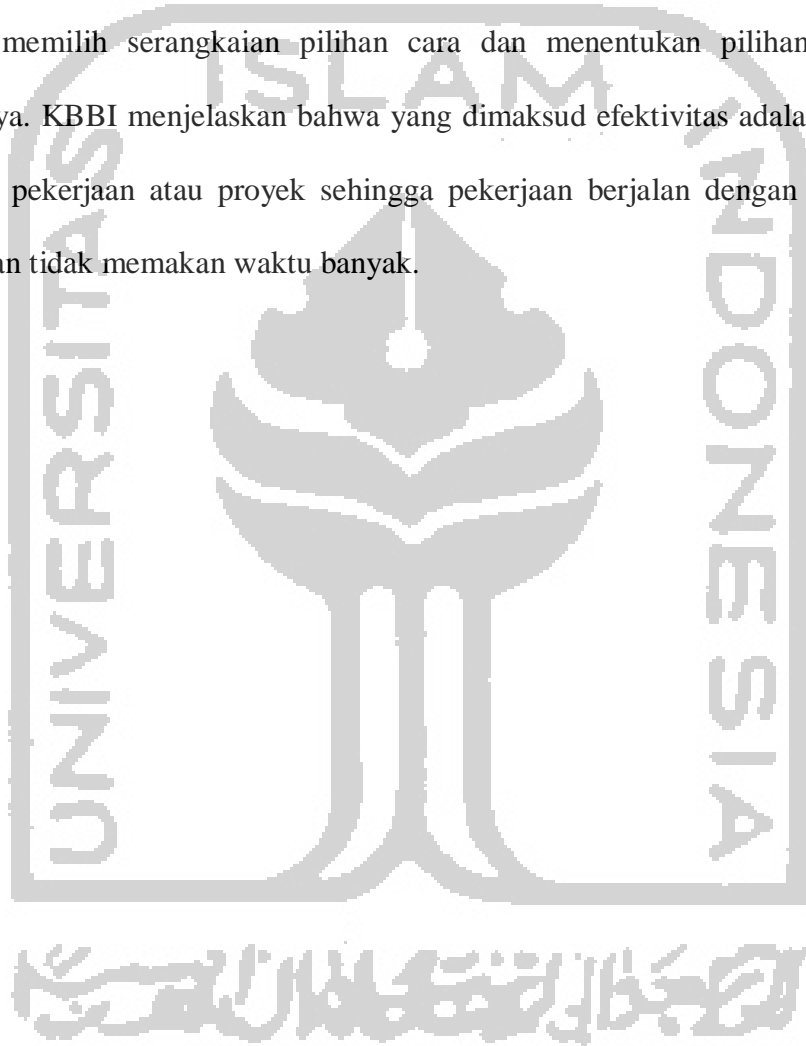 memilih serangkaian pilihan cara dan menentukan pilihan
ya. KBBI menjelaskan bahwa yang dimaksud efektivitas adala
pekerjaan atau proyek sehingga pekerjaan berjalan dengan
an tidak memakan waktu banyak.
UNIVERSITAS
ISLAM
INDONESIA